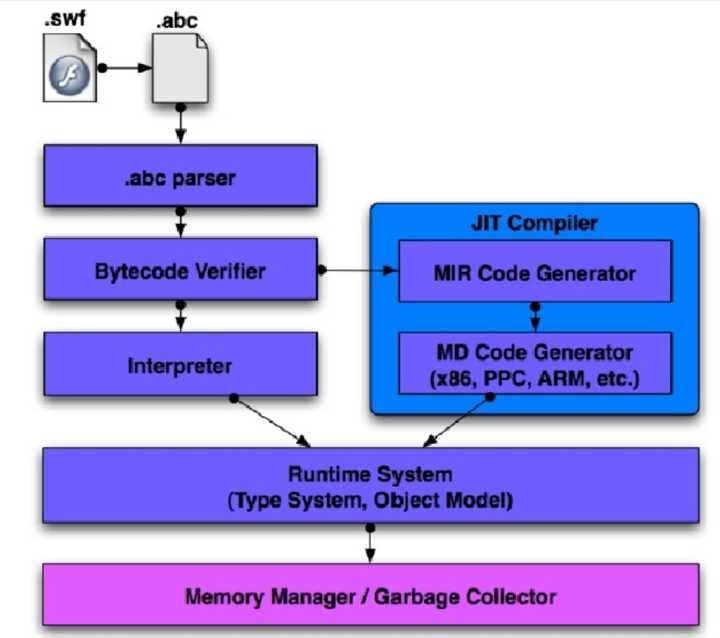 .swf
.abc
.abc parser
JIT Compiler
Bytecode Verifier
MIR Code Generator
Interpreter
MD Code Generator
(x86, PPC, ARM, etc.)
Runtime System
(Type System, Object Model)
Memory Manager / Garbage Collector